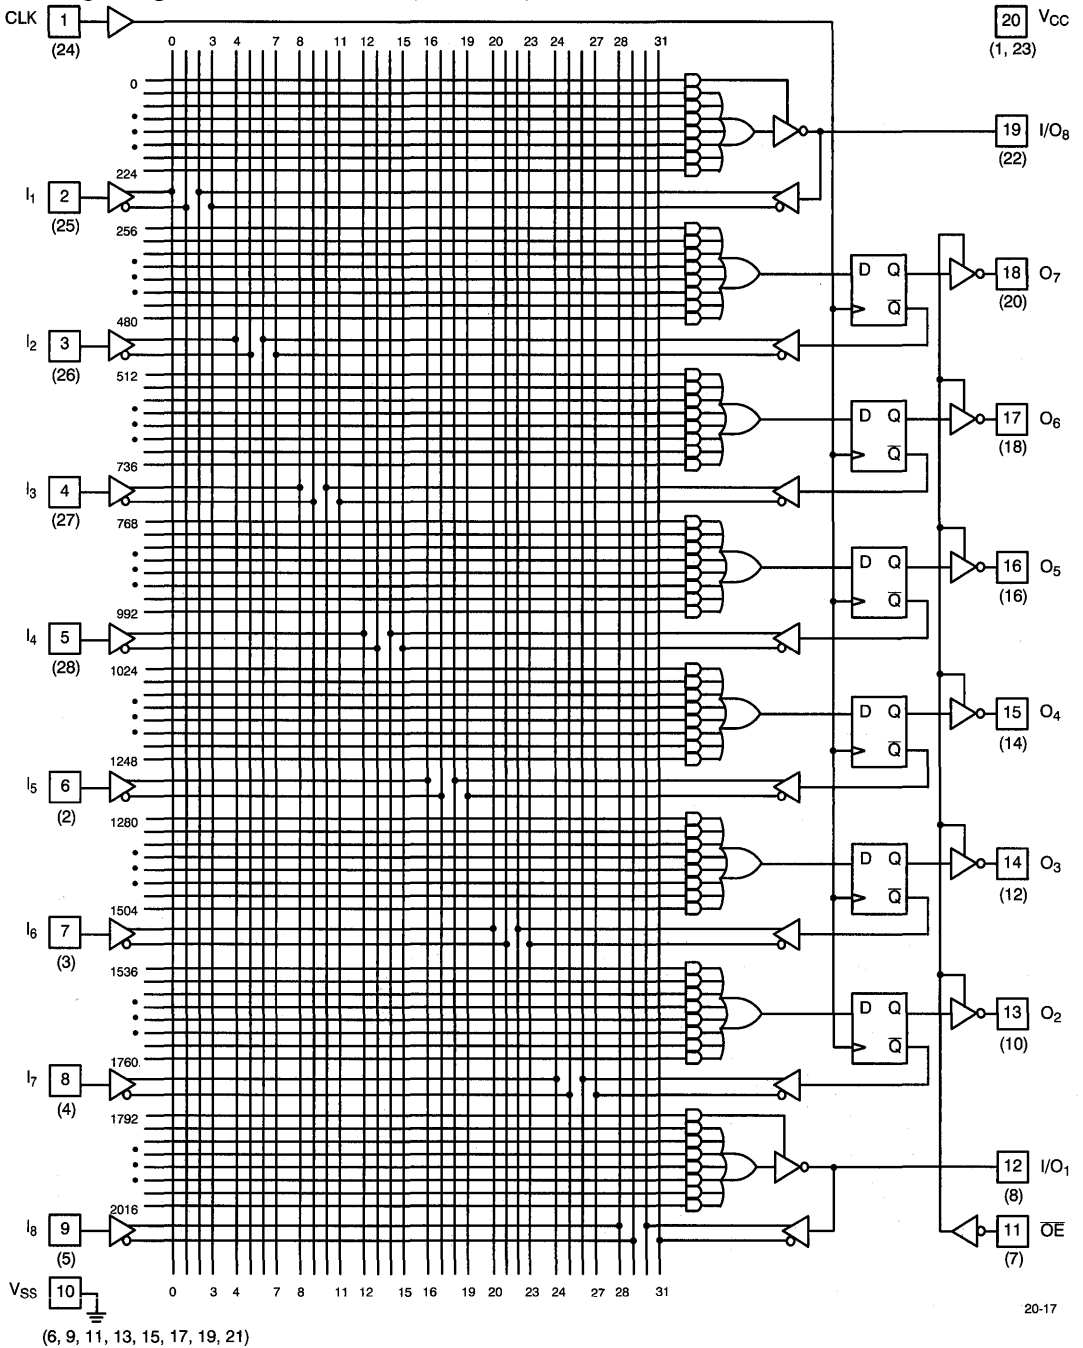 CLK 1 20 V_CC
(24) (1, 23)
0 3 4 7 8 11 12 15 16 19 20 23 24 27 28 31
0
19 I/O8
(22)
224
I1 2
(25)
256
D Q
18 O7
(20)
Q̅
480
I2 3
(26)
512
D Q
17 O6
(18)
Q̅
736
I3 4
(27)
768
D Q
16 O5
(16)
Q̅
992
I4 5
(28)
1024
D Q
15 O4
(14)
Q̅
1248
I5 6
(2)
1280
D Q
14 O3
(12)
Q̅
1504
I6 7
(3)
1536
D Q
13 O2
(10)
Q̅
1760
I7 8
(4)
1792
12 I/O1
(8)
2016
I8 9 11 O̅E̅
(5) (7)
V_SS 10
0 3 4 7 8 11 12 15 16 19 20 23 24 27 28 31
20-17
(6, 9, 11, 13, 15, 17, 19, 21)